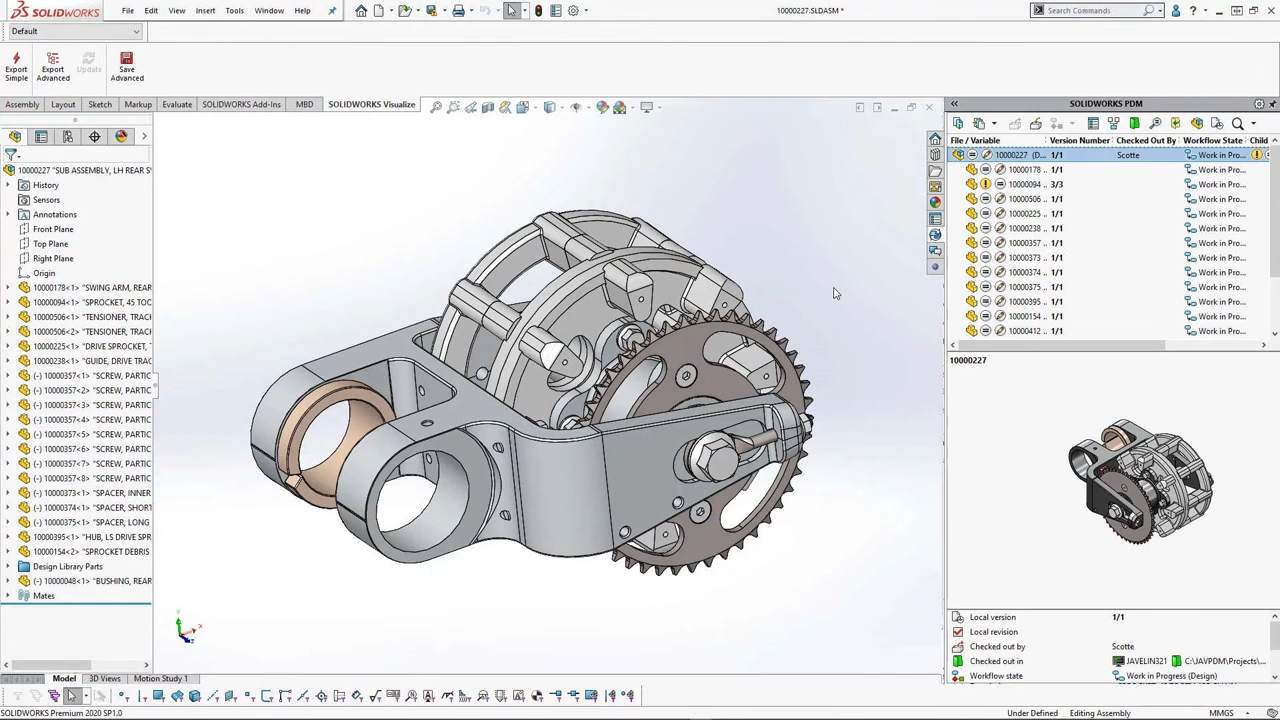 SOLIDWORKS File Edit View Insert Tools Window Help 10000227.SLDASM * Search Commands
Default
Export Simple Export Advanced Update Save Advanced
Assembly Layout Sketch Markup Evaluate SOLIDWORKS Add-Ins MBD SOLIDWORKS Visualize
10000227 "SUB ASSEMBLY, LH REAR S
History
Sensors
Annotations
Front Plane
Top Plane
Right Plane
Origin
10000178<1> "SWING ARM, REAR
10000094<1> "SPROCKET, 45 TOO
10000506<1> "TENSIONER, TRACK
10000506<2> "TENSIONER, TRACK
10000225<1> "DRIVE SPROCKET
10000238<1> "GUIDE, DRIVE TRAC
(-) 10000357<1> "SCREW, PARTIC
(-) 10000357<2> "SCREW, PARTIC
(-) 10000357<3> "SCREW, PARTIC
(-) 10000357<4> "SCREW, PARTIC
(-) 10000357<5> "SCREW, PARTIC
(-) 10000357<6> "SCREW, PARTIC
(-) 10000357<7> "SCREW, PARTIC
(-) 10000357<8> "SCREW, PARTIC
10000373<1> "SPACER, INNER
10000374<1> "SPACER, SHORT
10000375<1> "SPACER, LONG
10000395<1> "HUB, LS DRIVE SPR
10000154<2> "SPROCKET DEBRIS
Design Library Parts
(-) 10000048<1> "BUSHING, REAR
Mates
SOLIDWORKS PDM
File / Variable Version Number Checked Out By Workflow State Child
10000227 (D... 1/1 Scotte Work in Pro...
10000178 .. 1/1 Work in Pro...
10000094 .. 3/3 Work in Pro...
10000506 .. 1/1 Work in Pro...
10000225 .. 1/1 Work in Pro...
10000238 .. 1/1 Work in Pro...
10000357 .. 1/1 Work in Pro...
10000373 .. 1/1 Work in Pro...
10000374 .. 1/1 Work in Pro...
10000375 .. 1/1 Work in Pro...
10000395 .. 1/1 Work in Pro...
10000154 .. 1/1 Work in Pro...
10000412 .. 1/1 Work in Pro...
10000227
Local version 1/1
Local revision
Checked out by Scotte
Checked out in JAVELIN321 C:\JAVPDM\Projects\...
Workflow state Work in Progress (Design)
Model 3D Views Motion Study 1
SOLIDWORKS Premium 2020 SP1.0 Under Defined Editing Assembly MMGS